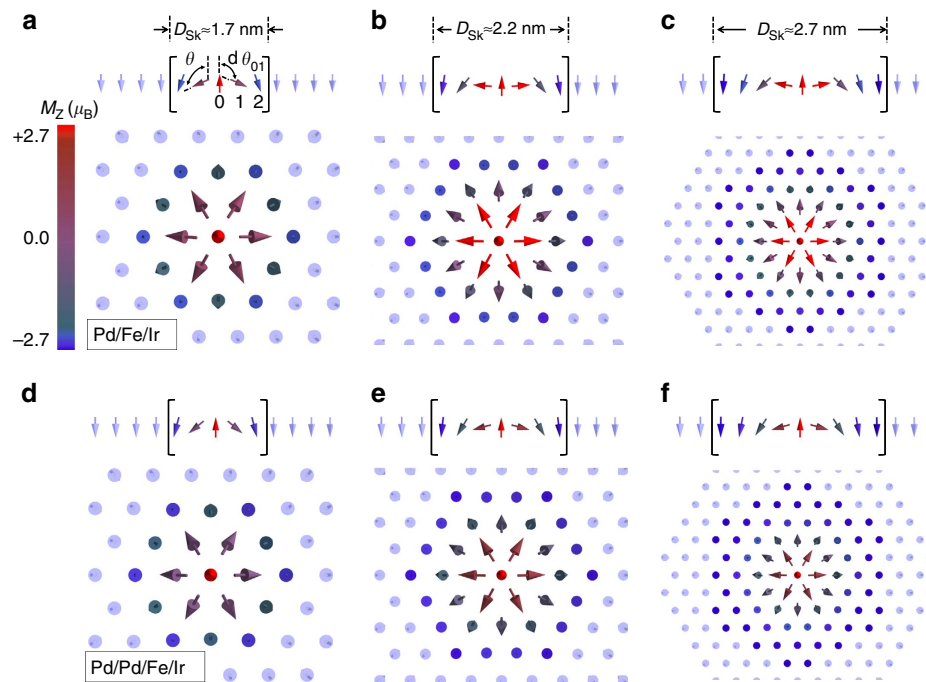 a
b
c
D_Sk≈1.7 nm
D_Sk≈2.2 nm
D_Sk≈2.7 nm
θ
d θ_01
0 1 2
M_Z (μ_B)
+2.7
0.0
−2.7
Pd/Fe/Ir
d
e
f
Pd/Pd/Fe/Ir